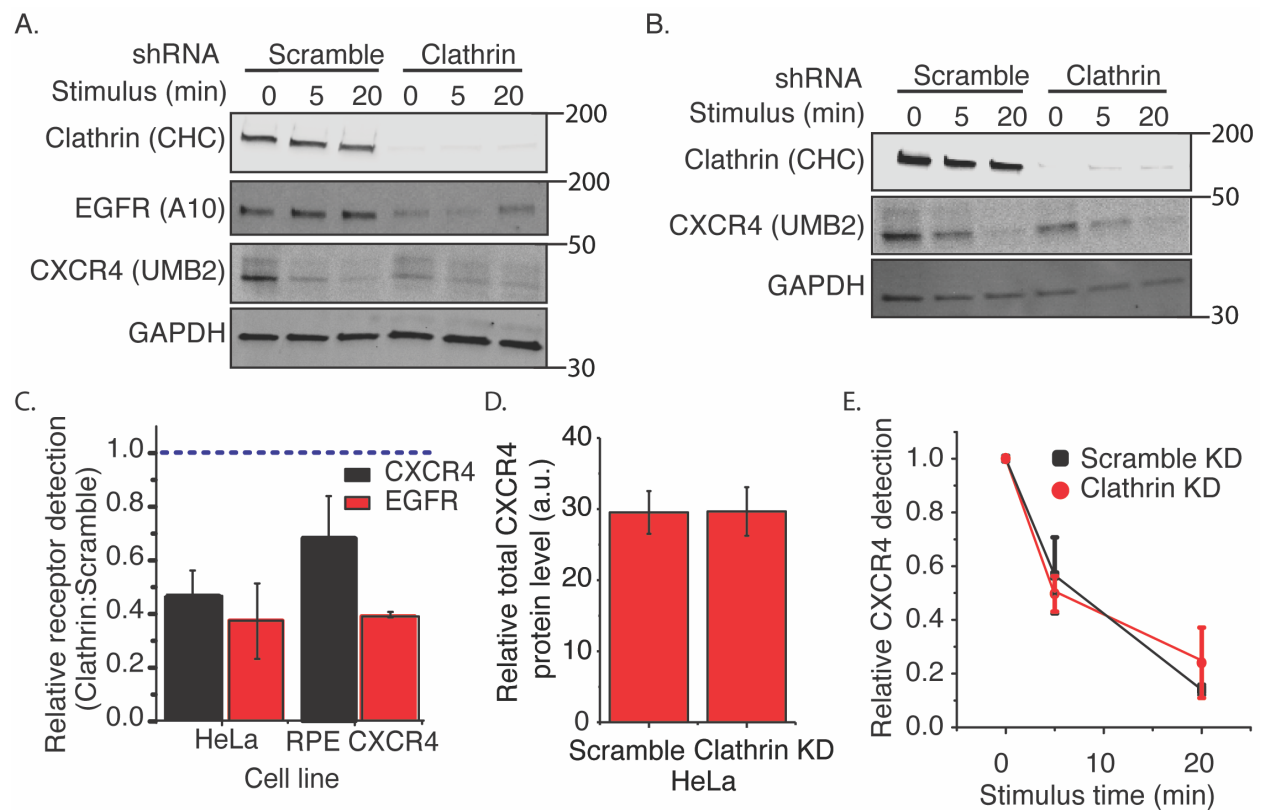 A.
shRNA Scramble Clathrin
Stimulus (min) 0 5 20 0 5 20
Clathrin (CHC) 200
EGFR (A10) 200
CXCR4 (UMB2) 50
GAPDH
30
B.
shRNA Scramble Clathrin
Stimulus (min) 0 5 20 0 5 20
Clathrin (CHC) 200
CXCR4 (UMB2) 50
GAPDH
30
C.
Relative receptor detection
(Clathrin:Scramble)
1.0
0.8
0.6
0.4
0.2
0.0
CXCR4
EGFR
HeLa RPE CXCR4
Cell line
D.
Relative total CXCR4
protein level (a.u.)
40
30
20
10
0
Scramble Clathrin KD
HeLa
E.
Relative CXCR4 detection
1.0
0.8
0.6
0.4
0.2
0.0
Scramble KD
Clathrin KD
0 10 20
Stimulus time (min)